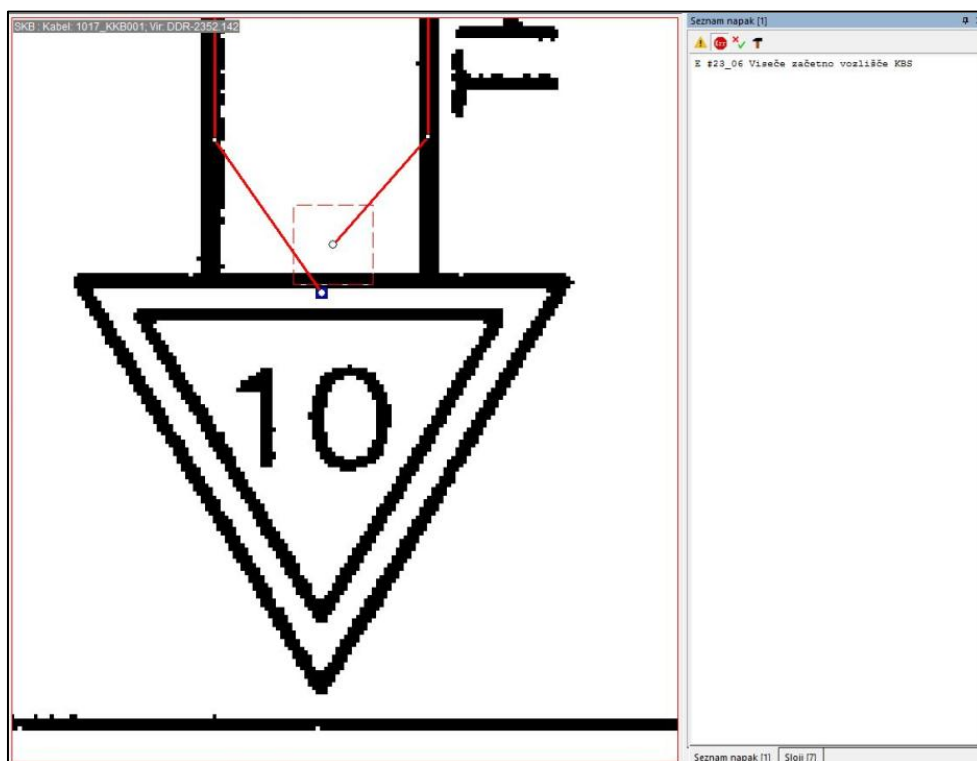 SKB : Kabel: 1017_KKB001; Vir: DDR-2352.142
Seznam napak [1]
Err
E #23_06 Viseče začetno vozlišče KBS
10
Seznam napak [1]
Sloji [7]